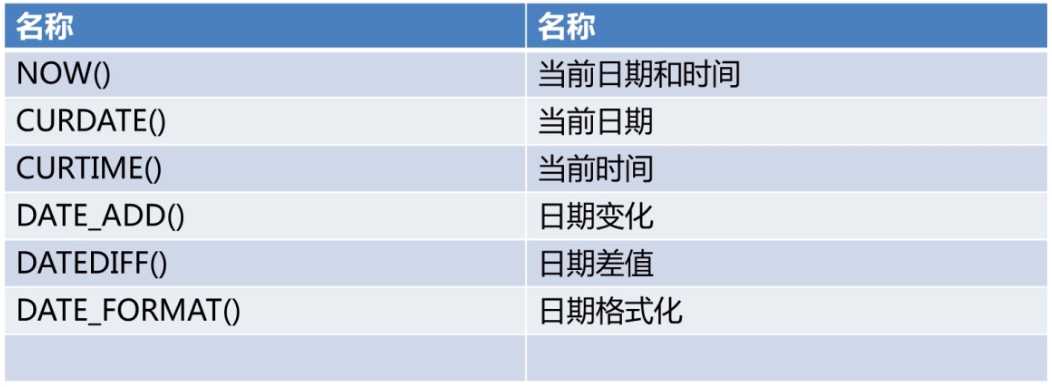 名称 名称
NOW() 当前日期和时间
CURDATE() 当前日期
CURTIME() 当前时间
DATE_ADD() 日期变化
DATEDIFF() 日期差值
DATE_FORMAT() 日期格式化